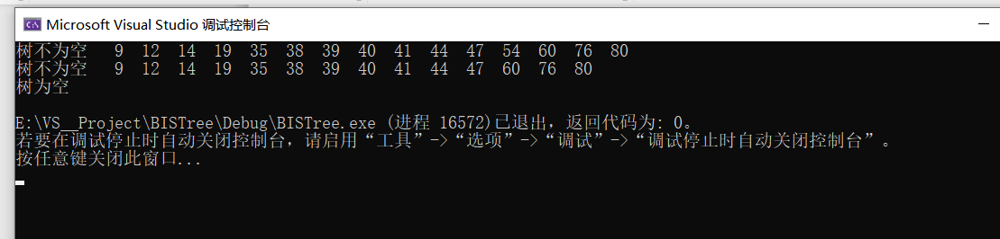 C:\ Microsoft Visual Studio 调试控制台
树不为空 9 12 14 19 35 38 39 40 41 44 47 54 60 76 80
树不为空 9 12 14 19 35 38 39 40 41 44 47 60 76 80
树为空
E:\VS__Project\BISTree\Debug\BISTree.exe (进程 16572)已退出，返回代码为: 0。
若要在调试停止时自动关闭控制台，请启用“工具”->“选项”->“调试”->“调试停止时自动关闭控制台”。
按任意键关闭此窗口...